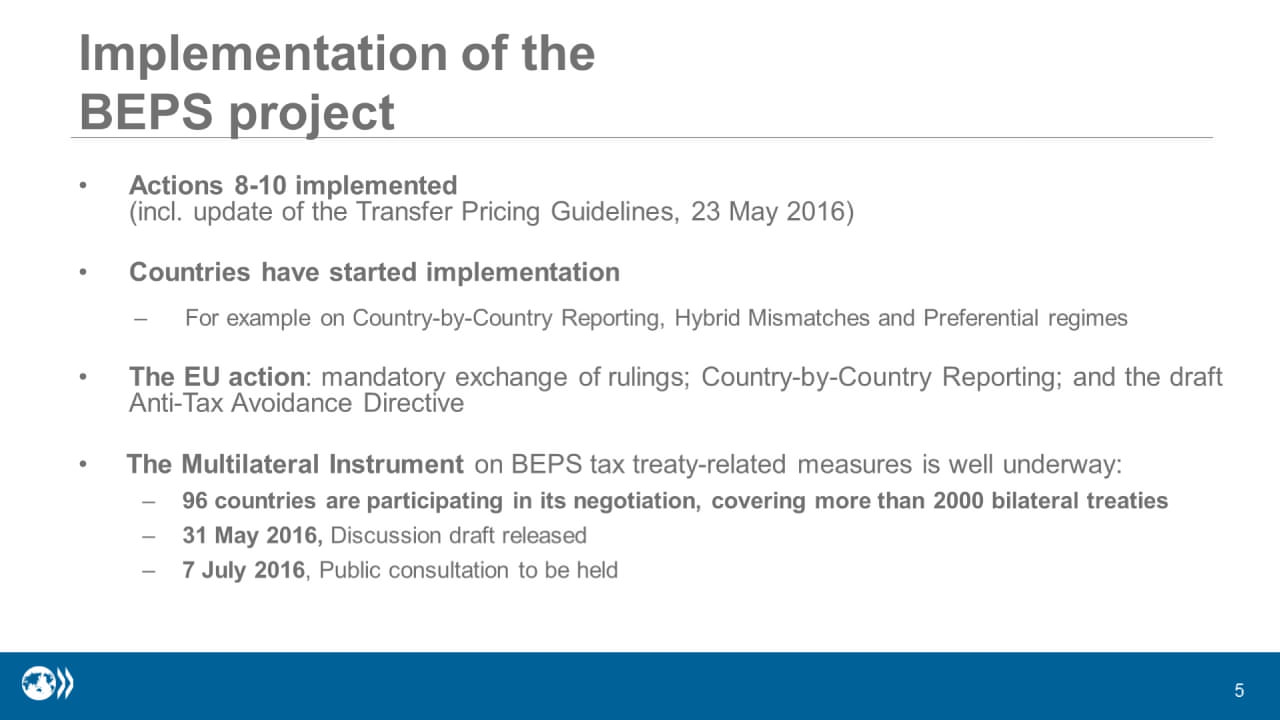 Implementation of the
BEPS project
• Actions 8-10 implemented
(incl. update of the Transfer Pricing Guidelines, 23 May 2016)
• Countries have started implementation
– For example on Country-by-Country Reporting, Hybrid Mismatches and Preferential regimes
• The EU action: mandatory exchange of rulings; Country-by-Country Reporting; and the draft
Anti-Tax Avoidance Directive
• The Multilateral Instrument on BEPS tax treaty-related measures is well underway:
– 96 countries are participating in its negotiation, covering more than 2000 bilateral treaties
– 31 May 2016, Discussion draft released
– 7 July 2016, Public consultation to be held
5